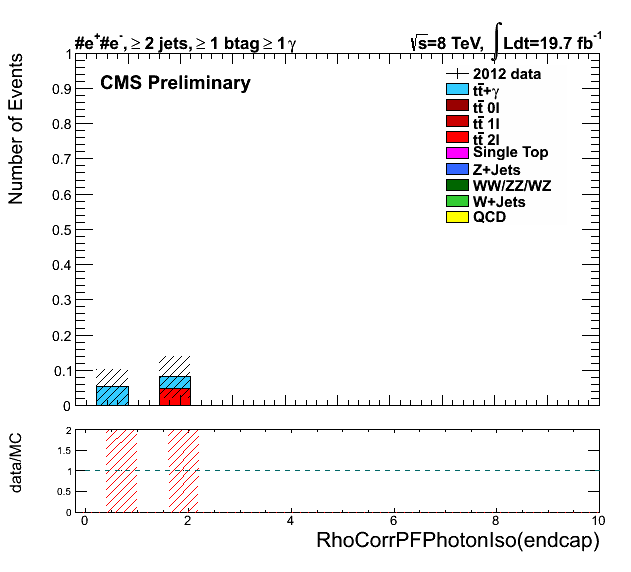 #e⁺#e⁻, ≥ 2 jets, ≥ 1 btag ≥ 1 γ
√s=8 TeV, ∫Ldt=19.7 fb⁻¹
CMS Preliminary
2012 data
tt̄+γ
tt̄ 0l
tt̄ 1l
tt̄ 2l
Single Top
Z+Jets
WW/ZZ/WZ
W+Jets
QCD
Number of Events
1
0.9
0.8
0.7
0.6
0.5
0.4
0.3
0.2
0.1
0
data/MC
2
1.5
1
0.5
0
0 2 4 6 8 10
RhoCorrPFPhotonIso(endcap)